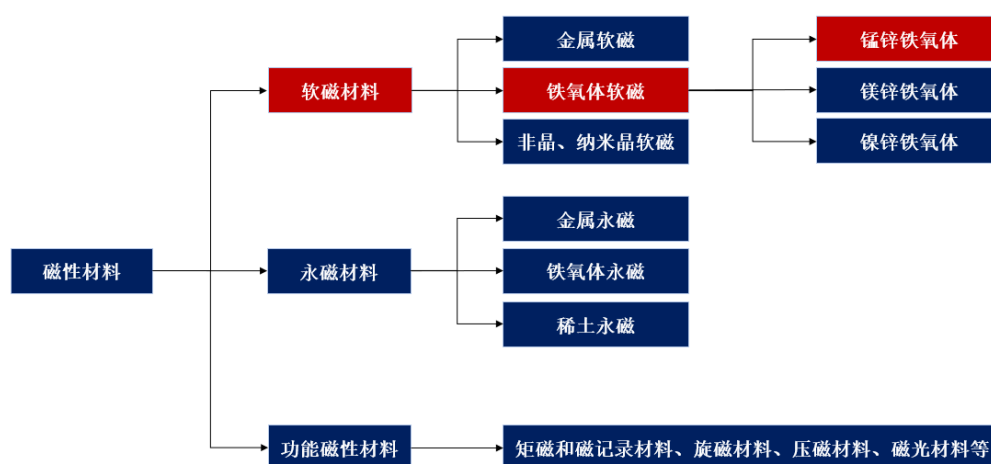 金属软磁
锰锌铁氧体
软磁材料
铁氧体软磁
镁锌铁氧体
非晶、纳米晶软磁
镍锌铁氧体
金属永磁
磁性材料
永磁材料
铁氧体永磁
稀土永磁
功能磁性材料
矩磁和磁记录材料、旋磁材料、压磁材料、磁光材料等